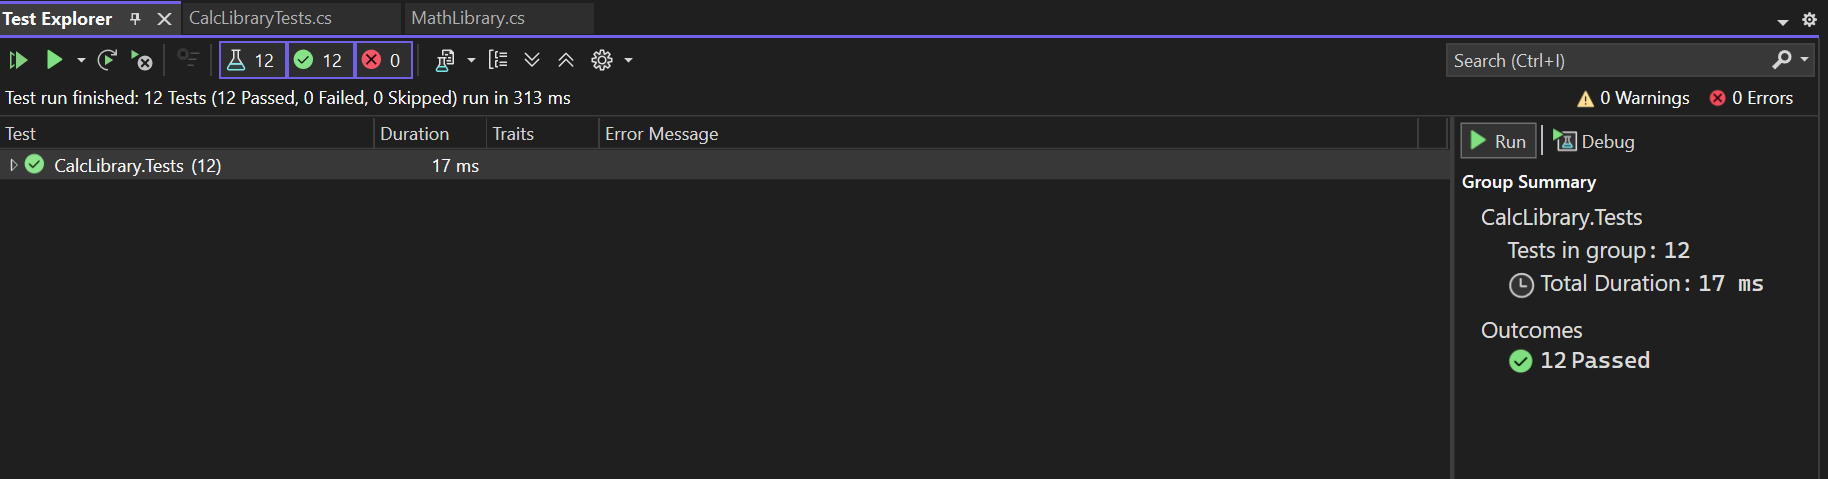 Test Explorer CalcLibraryTests.cs MathLibrary.cs
12 12 0 Search (Ctrl+I)
Test run finished: 12 Tests (12 Passed, 0 Failed, 0 Skipped) run in 313 ms 0 Warnings 0 Errors
Test Duration Traits Error Message
Run Debug
CalcLibrary.Tests (12) 17 ms
Group Summary
CalcLibrary.Tests
Tests in group: 12
Total Duration: 17 ms
Outcomes
12 Passed